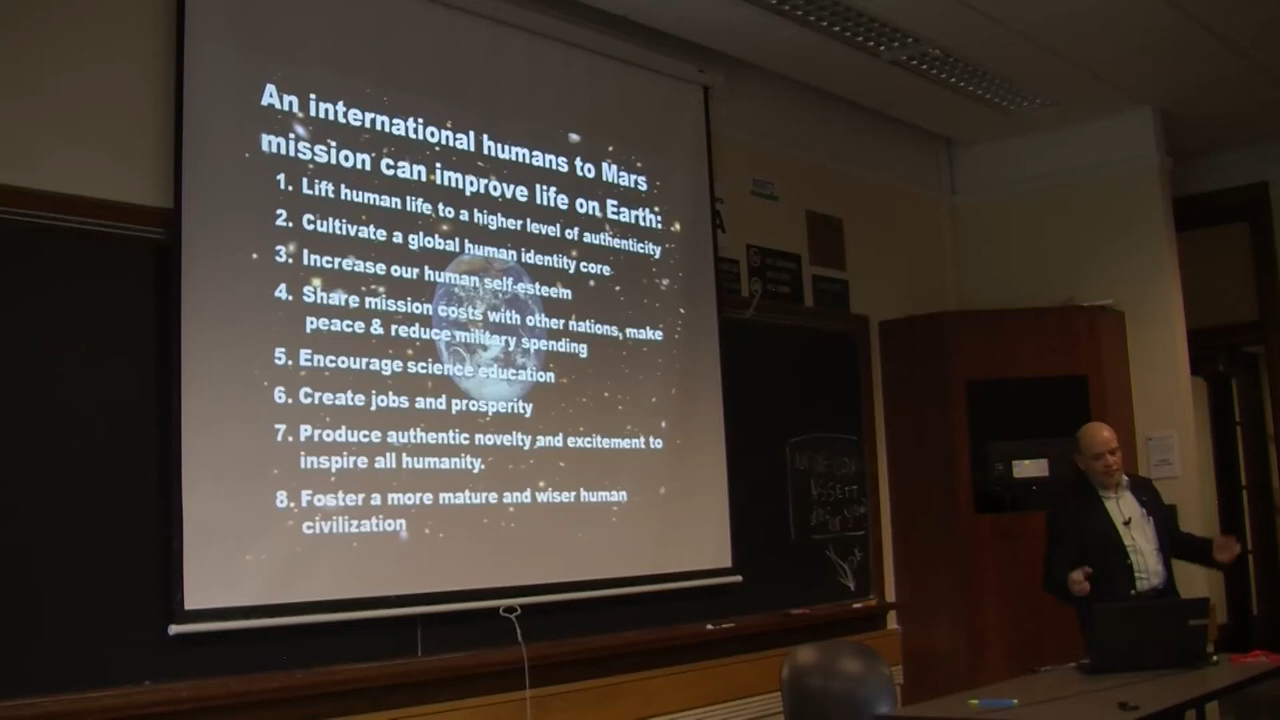 An international humans to Mars
mission can improve life on Earth:
1. Lift human life to a higher level of authenticity
2. Cultivate a global human identity core
3. Increase our human self-esteem
4. Share mission costs with other nations, make
peace & reduce military spending
5. Encourage science education
6. Create jobs and prosperity
7. Produce authentic novelty and excitement to
inspire all humanity.
8. Foster a more mature and wiser human
civilization
ASSETT
for you